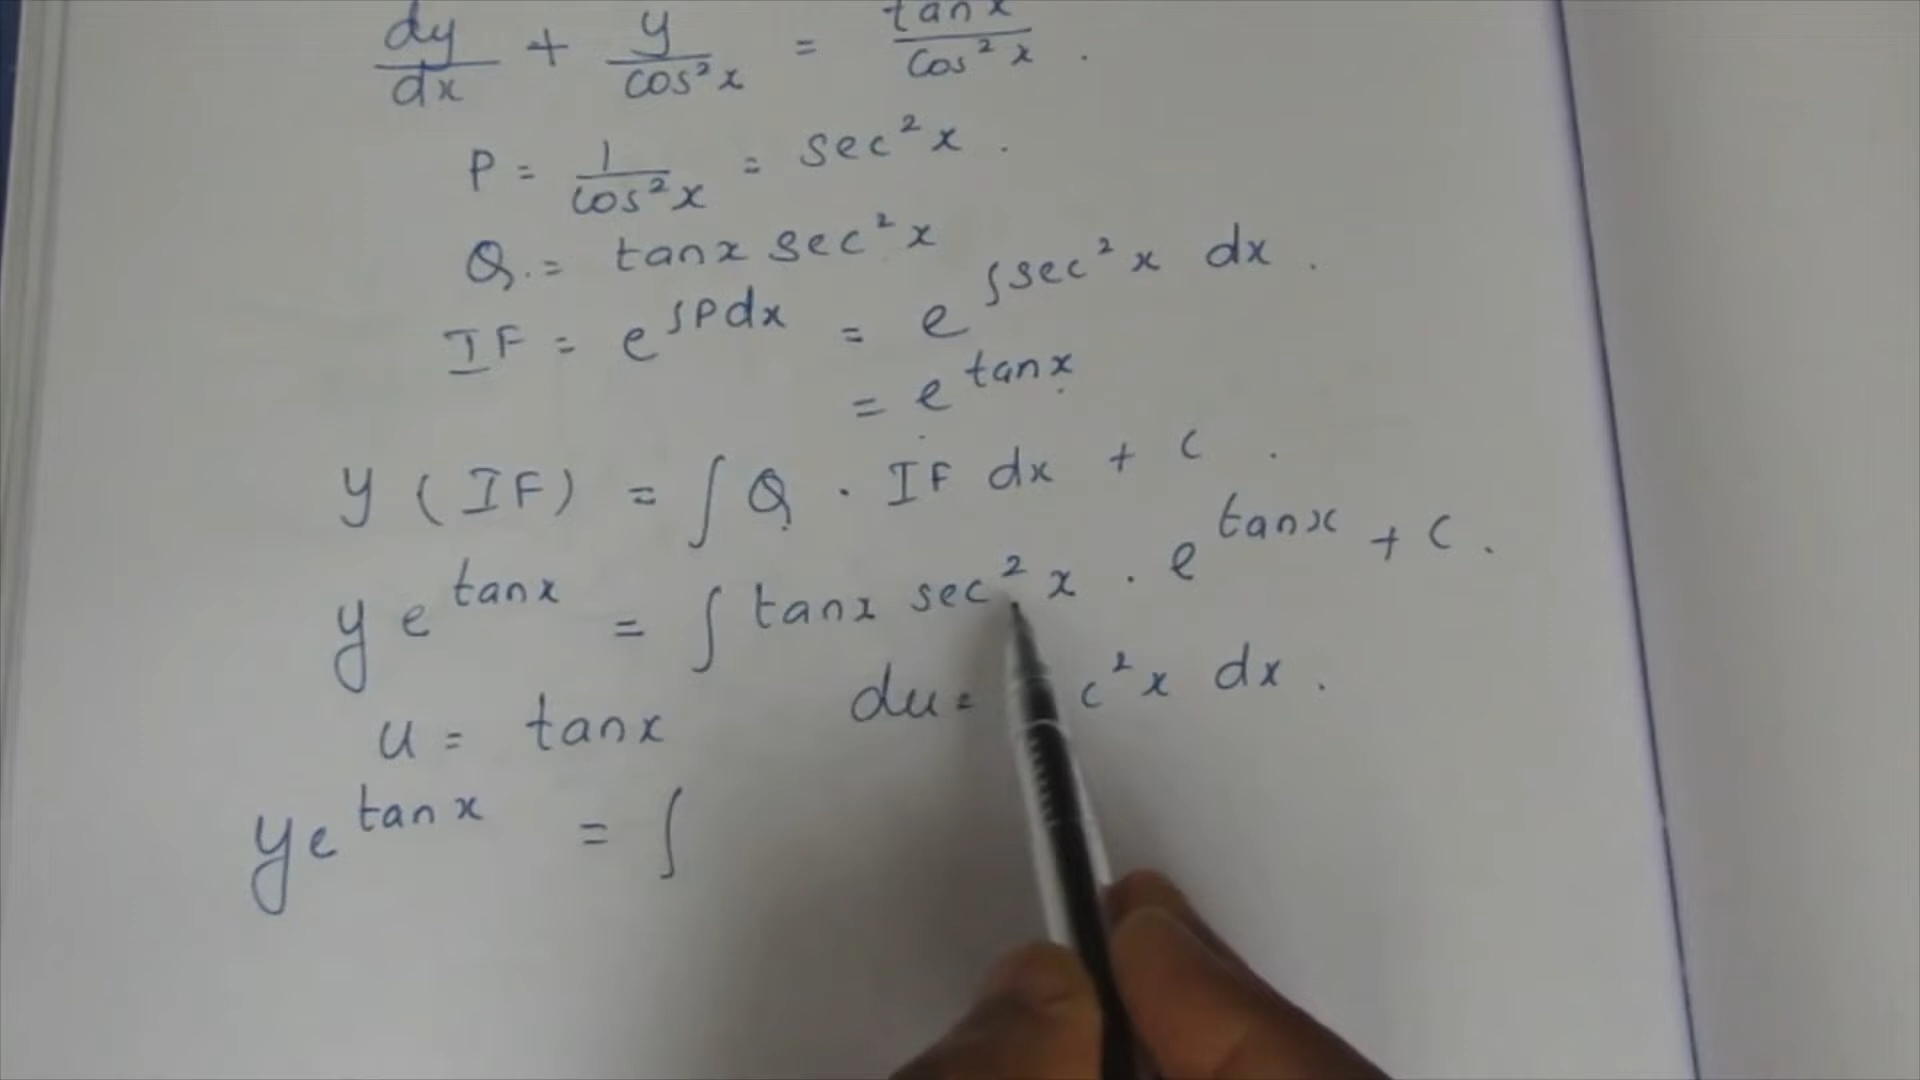 dy/dx + y/cos²x = tanx/cos²x .
P = 1/cos²x = sec²x .
Q = tanx sec²x
IF = e^∫Pdx = e^∫sec²x dx .
= e^tanx
y (IF) = ∫ Q · IF dx + C .
y e^tanx = ∫ tanx sec²x · e^tanx + C .
u = tanx du = c²x dx .
ye^tanx = ∫